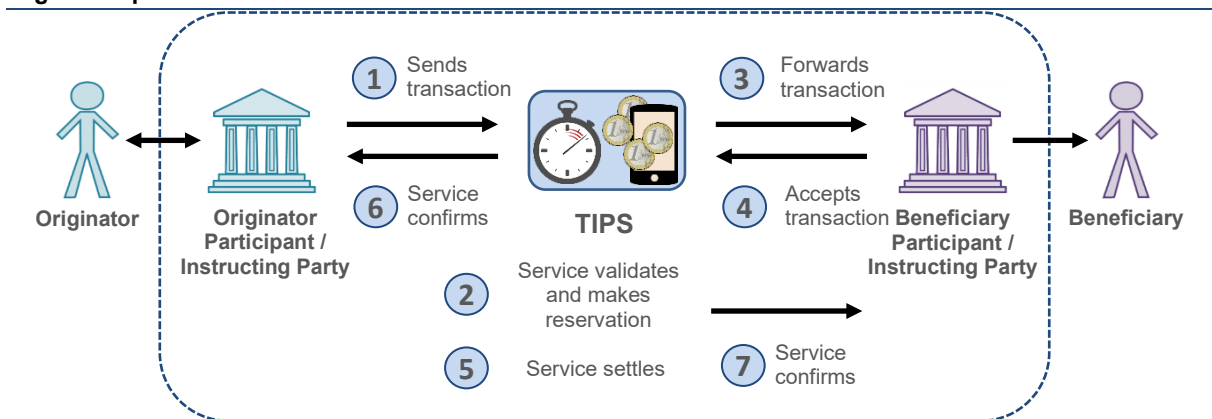 1 Sends
transaction
3 Forwards
transaction
Originator
Originator
Participant /
Instructing Party
6 Service
confirms
TIPS
4 Accepts
transaction
Beneficiary
Participant /
Instructing Party
Beneficiary
2 Service validates
and makes
reservation
5 Service settles
7 Service
confirms